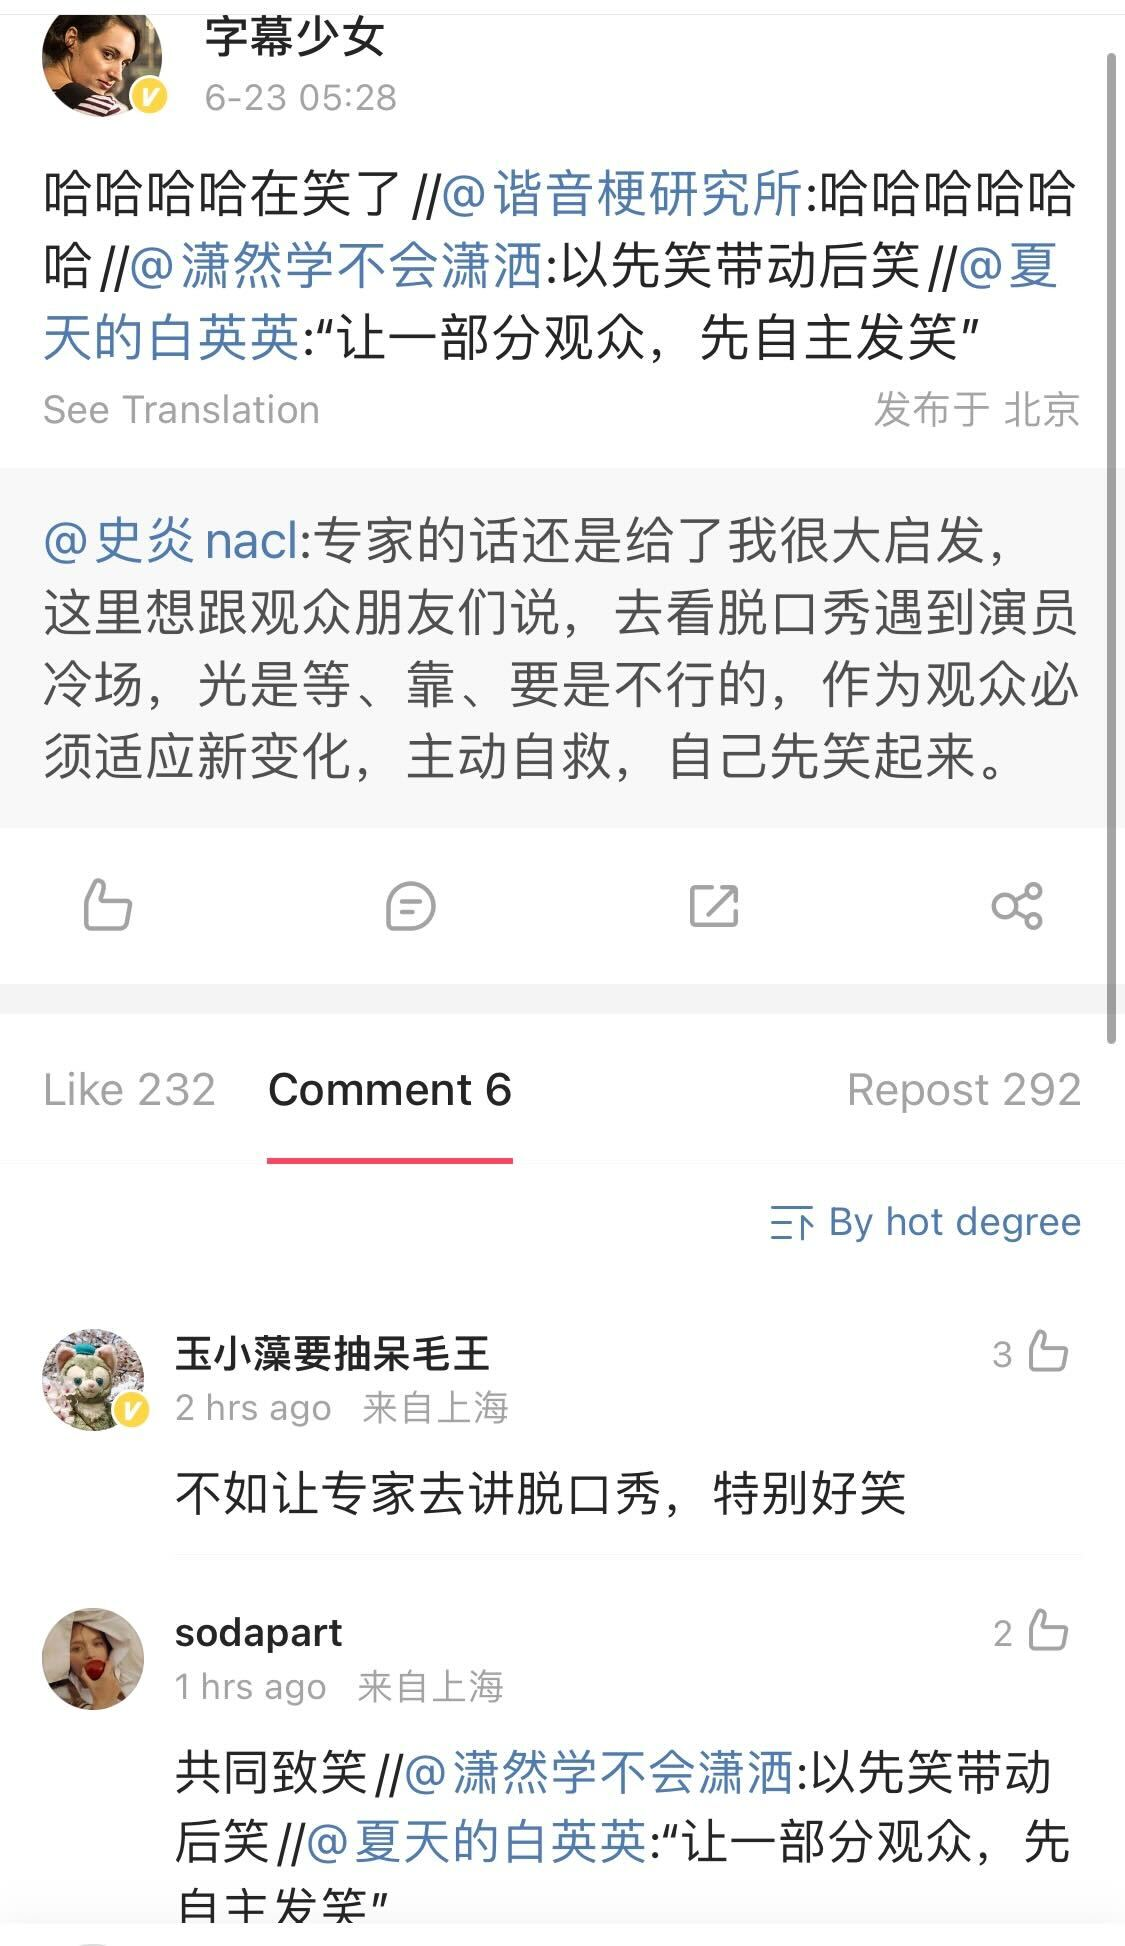 字幕少女
6-23 05:28
哈哈哈哈在笑了//@谐音梗研究所:哈哈哈哈哈
哈//@潇然学不会潇洒:以先笑带动后笑//@夏
天的白英英:“让一部分观众，先自主发笑”
See Translation 发布于 北京
@史炎nacl:专家的话还是给了我很大启发，
这里想跟观众朋友们说，去看脱口秀遇到演员
冷场，光是等、靠、要是不行的，作为观众必
须适应新变化，主动自救，自己先笑起来。
Like 232 Comment 6 Repost 292
By hot degree
玉小藻要抽呆毛王 3
2 hrs ago 来自上海
不如让专家去讲脱口秀，特别好笑
sodapart 2
1 hrs ago 来自上海
共同致笑//@潇然学不会潇洒:以先笑带动
后笑//@夏天的白英英:“让一部分观众，先
自主发笑”